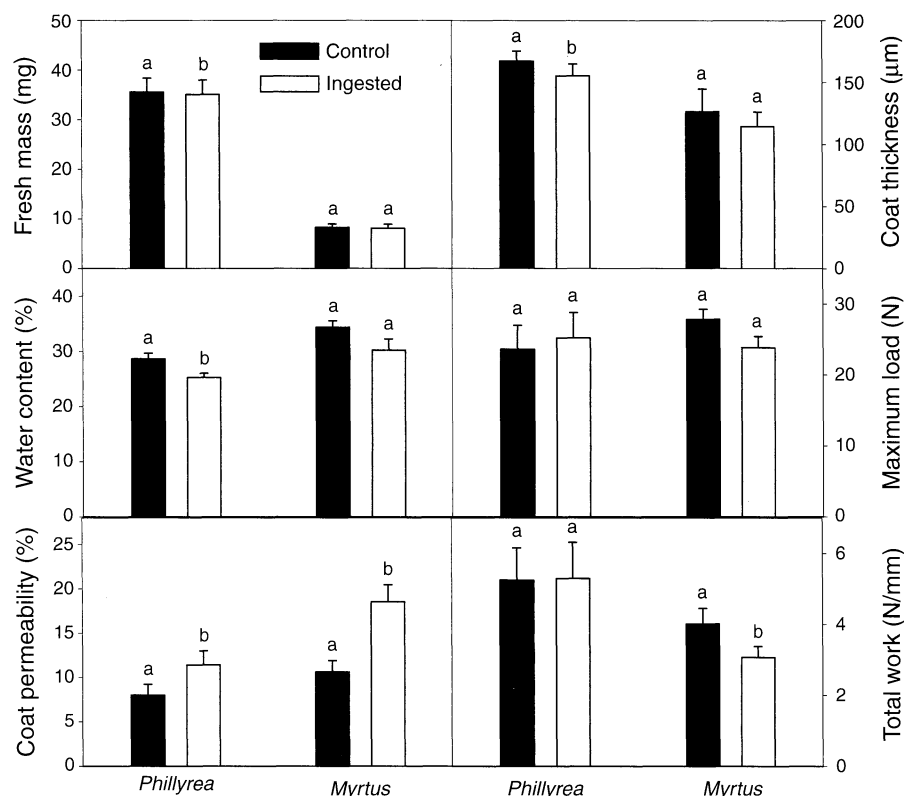 Fresh mass (mg)
50
40
30
20
10
0
a
b
a
a
Control
Ingested
a
b
a
a
200
150
100
50
0
Coat thickness (µm)
Water content (%)
40
30
20
10
0
a
b
a
a
a
a
a
a
30
20
10
0
Maximum load (N)
Coat permeability (%)
25
20
15
10
5
0
a
b
a
b
a
a
a
b
6
4
2
0
Total work (N/mm)
Phillyrea
Myrtus
Phillyrea
Myrtus